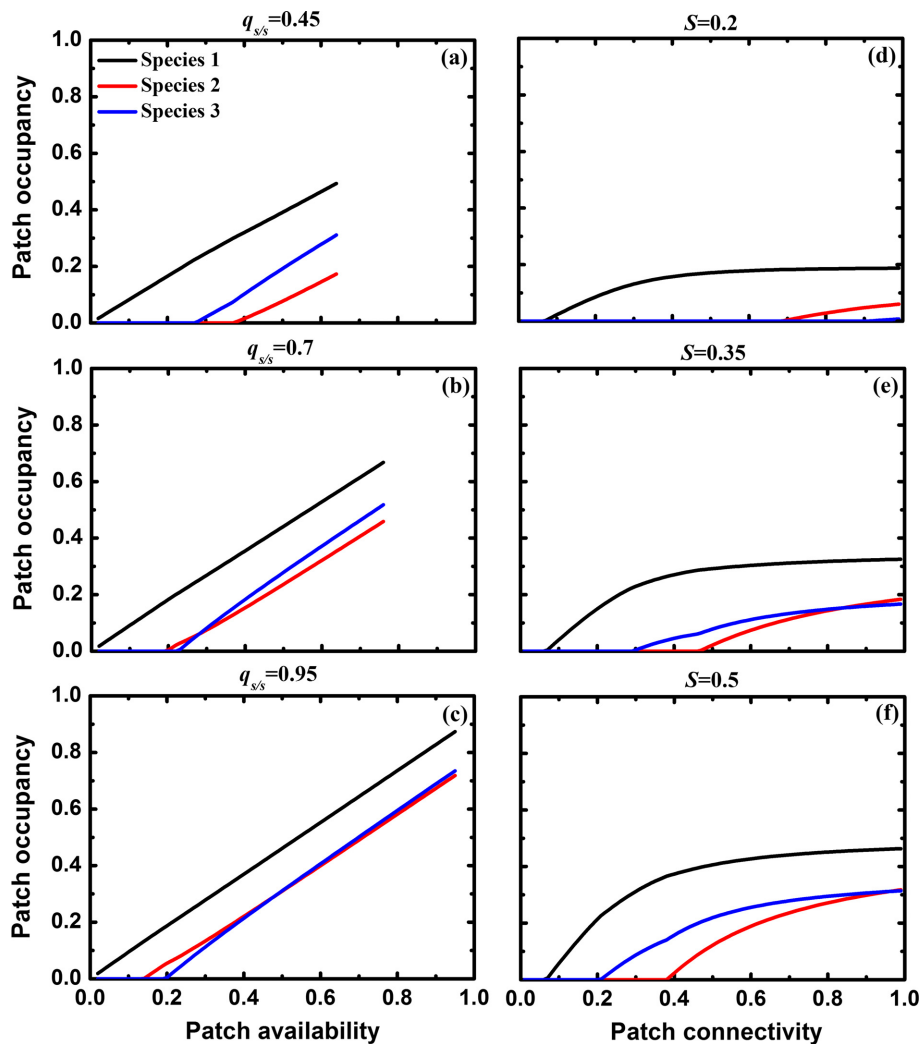 q_{s/s}=0.45
(a)
Species 1
Species 2
Species 3
1.0
0.8
0.6
0.4
0.2
0.0
Patch occupancy
S=0.2
(d)
q_{s/s}=0.7
(b)
1.0
0.8
0.6
0.4
0.2
0.0
Patch occupancy
S=0.35
(e)
q_{s/s}=0.95
(c)
1.0
0.8
0.6
0.4
0.2
0.0
Patch occupancy
0.0 0.2 0.4 0.6 0.8 1.0
Patch availability
S=0.5
(f)
0.0 0.2 0.4 0.6 0.8 1.0
Patch connectivity